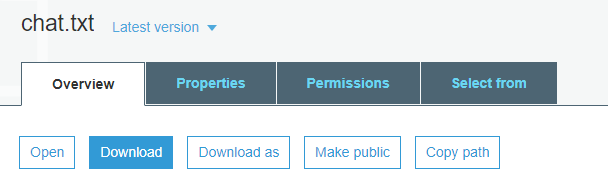 chat.txt Latest version
Overview Properties Permissions Select from
Open Download Download as Make public Copy path